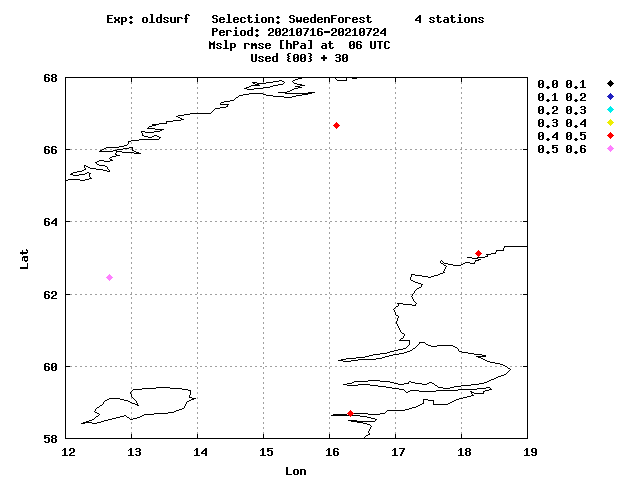 Exp: oldsurf Selection: SwedenForest 4 stations
Period: 20210716-20210724
Mslp rmse [hPa] at 06 UTC
Used {00} + 30
68
66
64
62
60
58
Lat
12 13 14 15 16 17 18 19
Lon
0.0 0.1
0.1 0.2
0.2 0.3
0.3 0.4
0.4 0.5
0.5 0.6